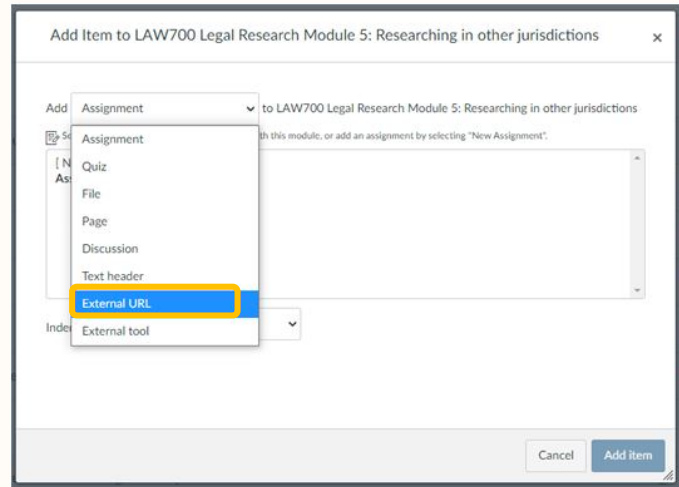 Add Item to LAW700 Legal Research Module 5: Researching in other jurisdictions ×
Add Assignment to LAW700 Legal Research Module 5: Researching in other jurisdictions
th this module, or add an assignment by selecting "New Assignment".
Assignment
Quiz
File
Page
Discussion
Text header
External URL
External tool
[ N
As
Inde
Cancel Add item